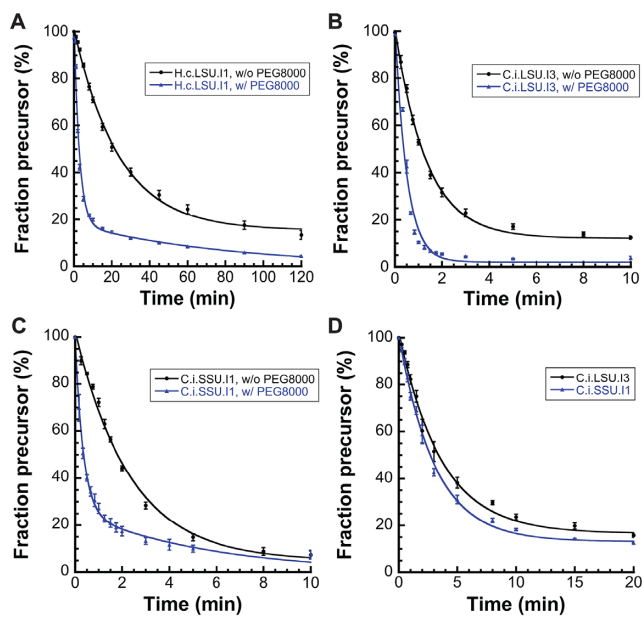 A
Fraction precursor (%)
100
80
60
40
20
0
H.c.LSU.I1, w/o PEG8000
H.c.LSU.I1, w/ PEG8000
0 20 40 60 80 100 120
Time (min)
B
Fraction precursor (%)
100
80
60
40
20
0
C.i.LSU.I3, w/o PEG8000
C.i.LSU.I3, w/ PEG8000
0 2 4 6 8 10
Time (min)
C
Fraction precursor (%)
100
80
60
40
20
0
C.i.SSU.I1, w/o PEG8000
C.i.SSU.I1, w/ PEG8000
0 2 4 6 8 10
Time (min)
D
Fraction precursor (%)
100
80
60
40
20
0
C.i.LSU.I3
C.i.SSU.I1
0 5 10 15 20
Time (min)